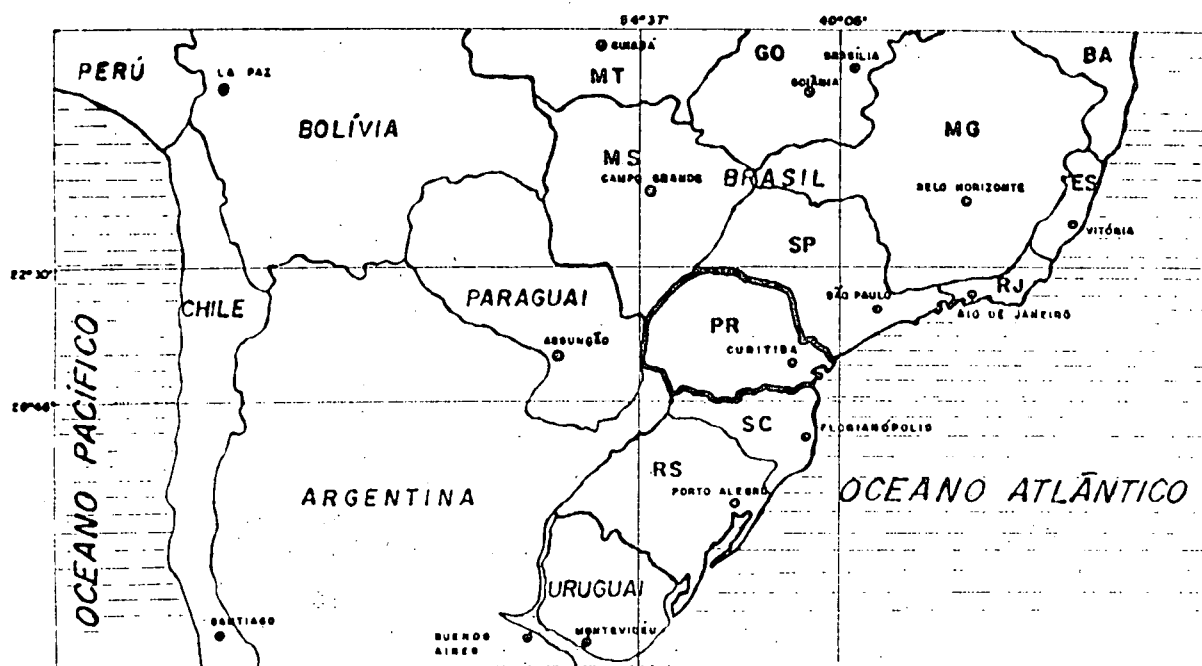 54°37'
40°06'
PERÚ
LA PAZ
CUIABÁ
MT
GO
BRASÍLIA
GOIÂNIA
BA
BOLÍVIA
MG
MS
CAMPO GRANDE
BRASIL
BELO HORIZONTE
ES
VITÓRIA
SP
22°30'
CHILE
PARAGUAI
SÃO PAULO
RJ
RIO DE JANEIRO
PR
CURITIBA
ASSUNÇÃO
OCEANO PACÍFICO
SC
FLORIANÓPOLIS
RS
PORTO ALEGRE
ARGENTINA
OCEANO ATLÂNTICO
URUGUAI
SANTIAGO
BUENOS
AIRES
MONTEVIDÉU